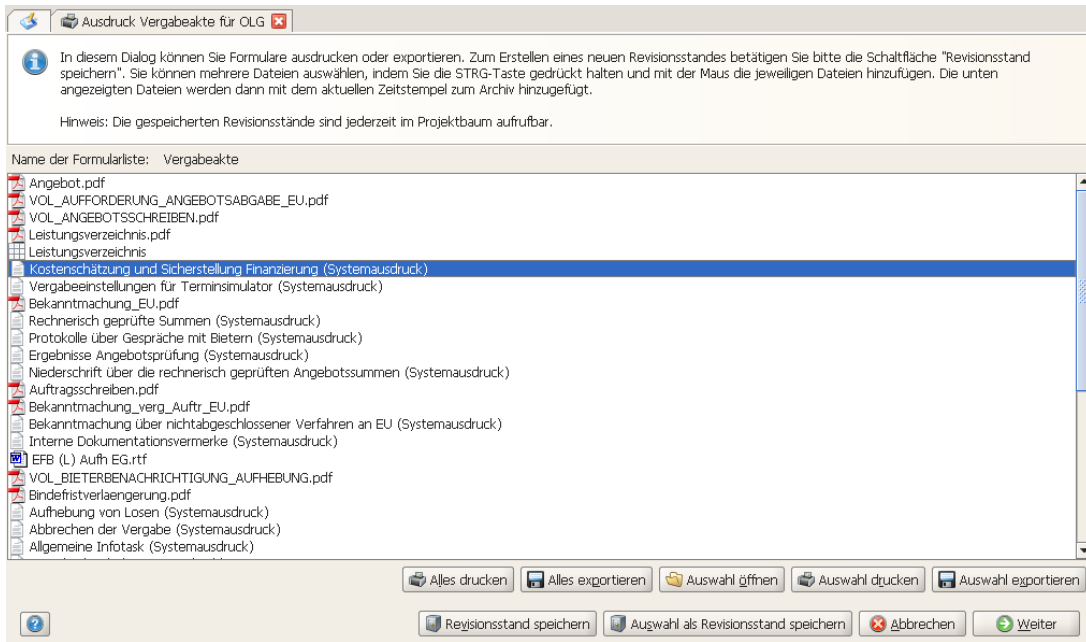 Ausdruck Vergabeakte für OLG
In diesem Dialog können Sie Formulare ausdrucken oder exportieren. Zum Erstellen eines neuen Revisionsstandes betätigen Sie bitte die Schaltfläche "Revisionsstand
speichern". Sie können mehrere Dateien auswählen, indem Sie die STRG-Taste gedrückt halten und mit der Maus die jeweiligen Dateien hinzufügen. Die unten
angezeigten Dateien werden dann mit dem aktuellen Zeitstempel zum Archiv hinzugefügt.
Hinweis: Die gespeicherten Revisionsstände sind jederzeit im Projektbaum aufrufbar.
Name der Formularliste: Vergabeakte
Angebot.pdf
VOL_AUFFORDERUNG_ANGEBOTSABGABE_EU.pdf
VOL_ANGEBOTSSCHREIBEN.pdf
Leistungsverzeichnis.pdf
Leistungsverzeichnis
Kostenschätzung und Sicherstellung Finanzierung (Systemausdruck)
Vergabeeinstellungen für Terminsimulator (Systemausdruck)
Bekanntmachung_EU.pdf
Rechnerisch geprüfte Summen (Systemausdruck)
Protokolle über Gespräche mit Bietern (Systemausdruck)
Ergebnisse Angebotsprüfung (Systemausdruck)
Niederschrift über die rechnerisch geprüften Angebotssummen (Systemausdruck)
Auftragsschreiben.pdf
Bekanntmachung_verg_Auftr_EU.pdf
Bekanntmachung über nichtabgeschlossener Verfahren an EU (Systemausdruck)
Interne Dokumentationsvermerke (Systemausdruck)
EFB (L) Aufh EG.rtf
VOL_BIETERBENACHRICHTIGUNG_AUFHEBUNG.pdf
Bindefristverlaengerung.pdf
Aufhebung von Losen (Systemausdruck)
Abbrechen der Vergabe (Systemausdruck)
Allgemeine Infotask (Systemausdruck)
Alles drucken Alles exportieren Auswahl öffnen Auswahl drucken Auswahl exportieren
Revisionsstand speichern Auswahl als Revisionsstand speichern Abbrechen Weiter